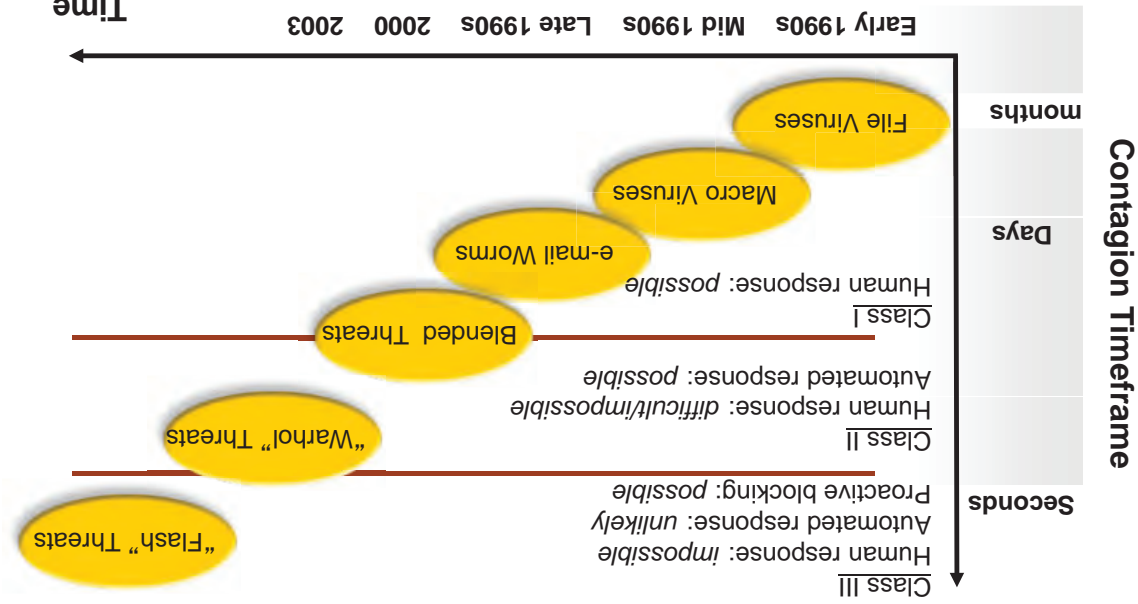 Contagion Timeframe
Seconds
Days
months
Class III
Human response: impossible
Automated response: unlikely
Proactive blocking: possible
Class II
Human response: difficult/impossible
Automated response: possible
Class I
Human response: possible
“Flash” Threats
“Warhol” Threats
Blended Threats
e-mail Worms
Macro Viruses
File Viruses
Early 1990s Mid 1990s Late 1990s 2000 2003
Time